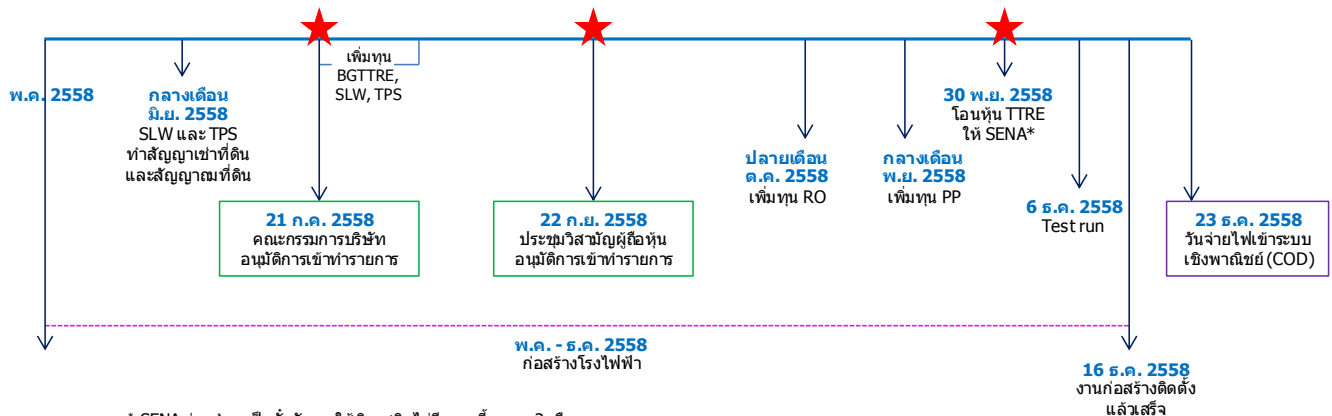 เพิ่มทุน
BGTTRE,
SLW, TPS
พ.ค. 2558
กลางเดือน
มิ.ย. 2558
SLW และ TPS
ทำสัญญาเช่าที่ดิน
และสัญญาณที่ดิน
21 ก.ค. 2558
คณะกรรมการบริษัท
อนุมัติการเข้าทำรายการ
22 ก.ย. 2558
ประชุมวิสามัญผู้ถือหุ้น
อนุมัติการเข้าทำรายการ
ปลายเดือน
ต.ค. 2558
เพิ่มทุน RO
กลางเดือน
พ.ย. 2558
เพิ่มทุน PP
30 พ.ย. 2558
โอนหุ้น TTRE
ให้ SENA*
6 ธ.ค. 2558
Test run
23 ธ.ค. 2558
วันจ่ายไฟเข้าระบบ
เชิงพาณิชย์ (COD)
พ.ค. - ธ.ค. 2558
ก่อสร้างโรงไฟฟ้า
16 ธ.ค. 2558
งานก่อสร้างติดตั้ง
แล้วเสร็จ
* SENA